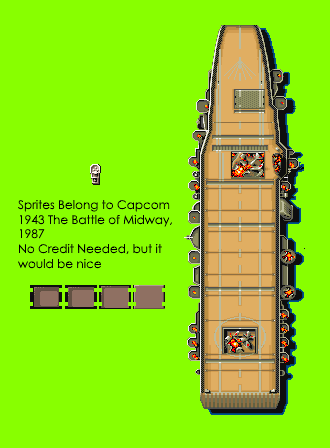 Sprites Belong to Capcom
1943 The Battle of Midway,
1987
No Credit Needed, but it
would be nice